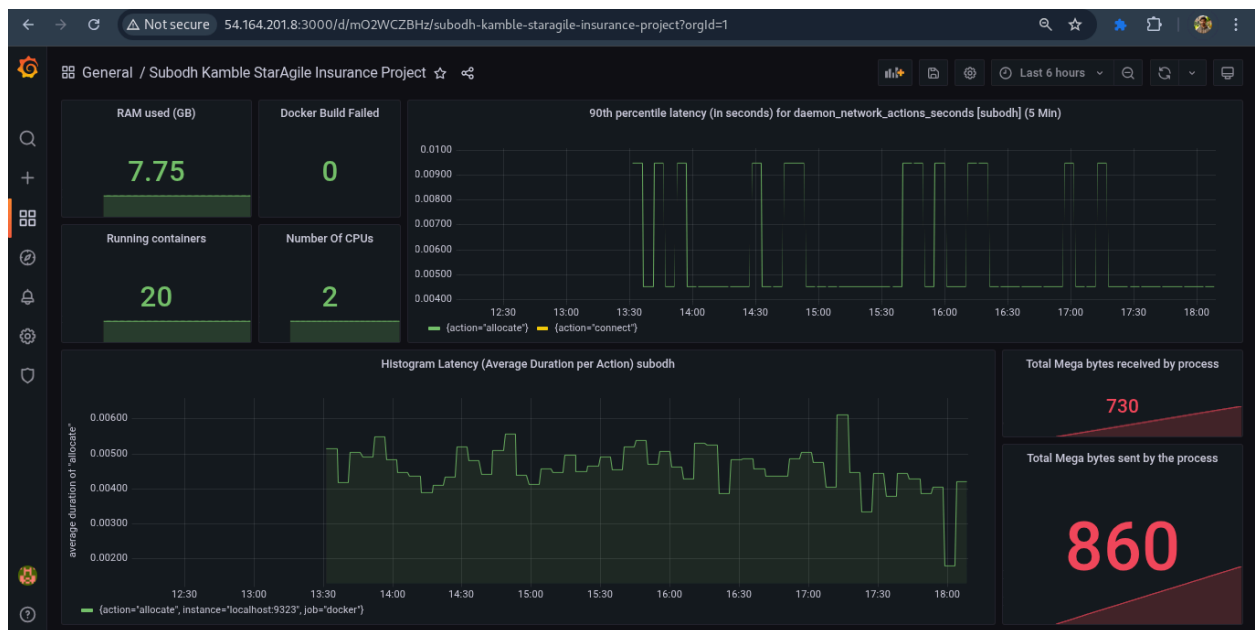 Not secure 54.164.201.8:3000/d/mO2WCZBHz/subodh-kamble-staragile-insurance-project?orgId=1
General / Subodh Kamble StarAgile Insurance Project
Last 6 hours
RAM used (GB)
7.75
Docker Build Failed
0
Running containers
20
Number Of CPUs
2
90th percentile latency (in seconds) for daemon_network_actions_seconds [subodh] (5 Min)
0.0100
0.00900
0.00800
0.00700
0.00600
0.00500
0.00400
12:30 13:00 13:30 14:00 14:30 15:00 15:30 16:00 16:30 17:00 17:30 18:00
{action="allocate"} {action="connect"}
Histogram Latency (Average Duration per Action) subodh
average duration of "allocate"
0.00600
0.00500
0.00400
0.00300
0.00200
12:30 13:00 13:30 14:00 14:30 15:00 15:30 16:00 16:30 17:00 17:30 18:00
{action="allocate", instance="localhost:9323", job="docker"}
Total Mega bytes received by process
730
Total Mega bytes sent by the process
860